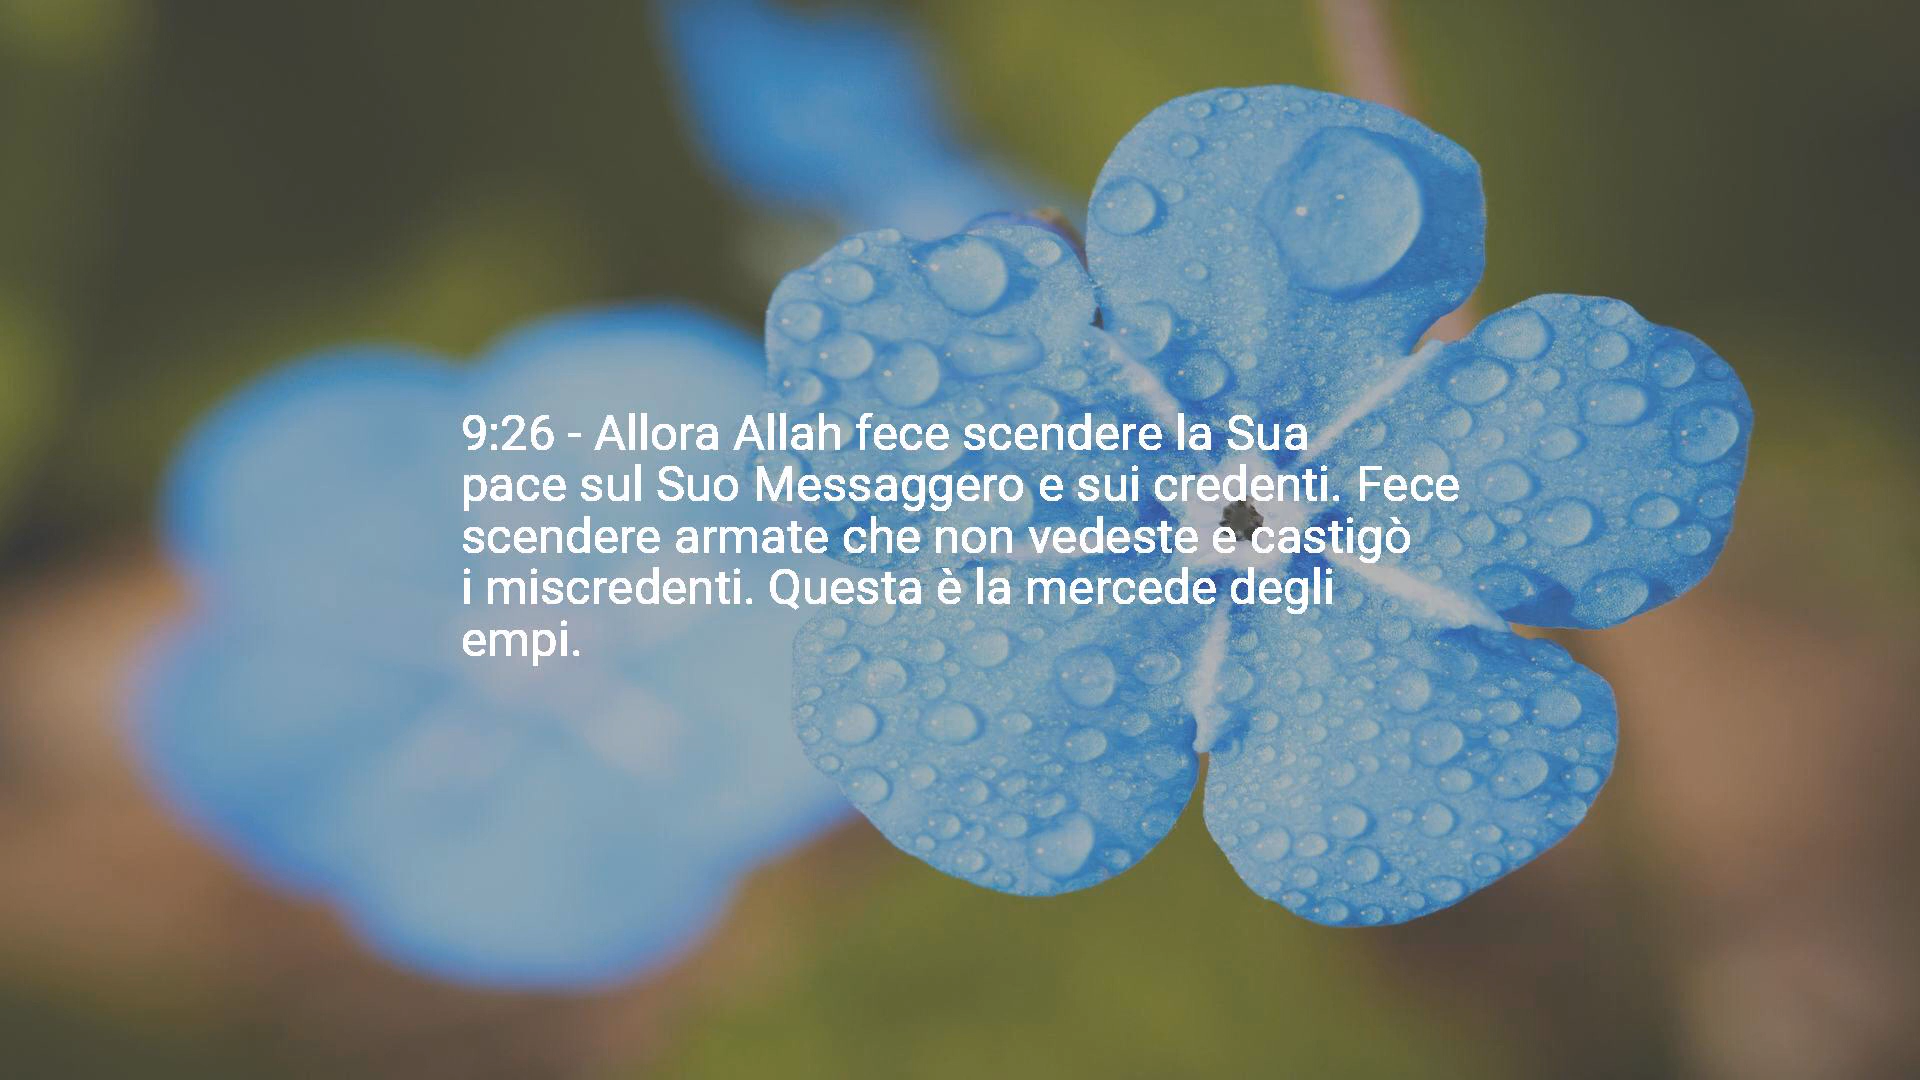 9:26 - Allora Allah fece scendere la Sua
pace sul Suo Messaggero e sui credenti. Fece
scendere armate che non vedeste e castigò
i miscredenti. Questa è la mercede degli
empi.